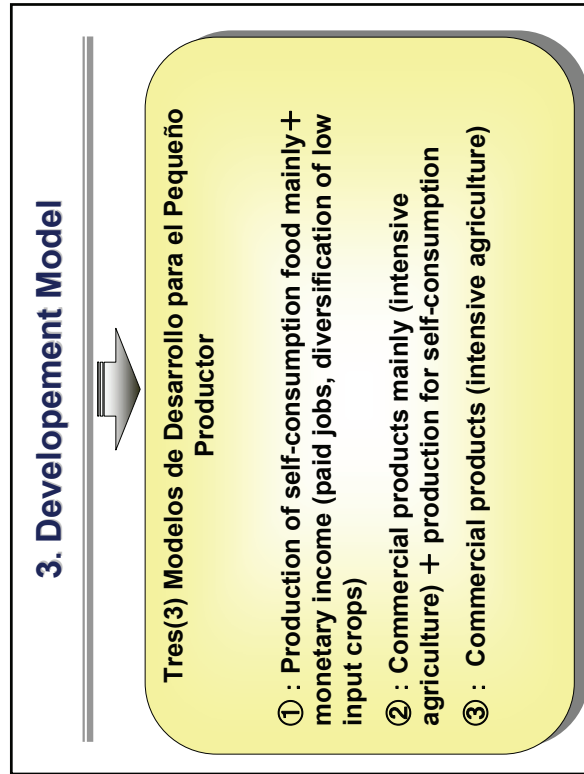 3. Developement Model
Tres(3) Modelos de Desarrollo para el Pequeño
Productor
① : Production of self-consumption food mainly＋
monetary income (paid jobs, diversification of low
input crops)
② : Commercial products mainly (intensive
agriculture) ＋ production for self-consumption
③ : Commercial products (intensive agriculture)